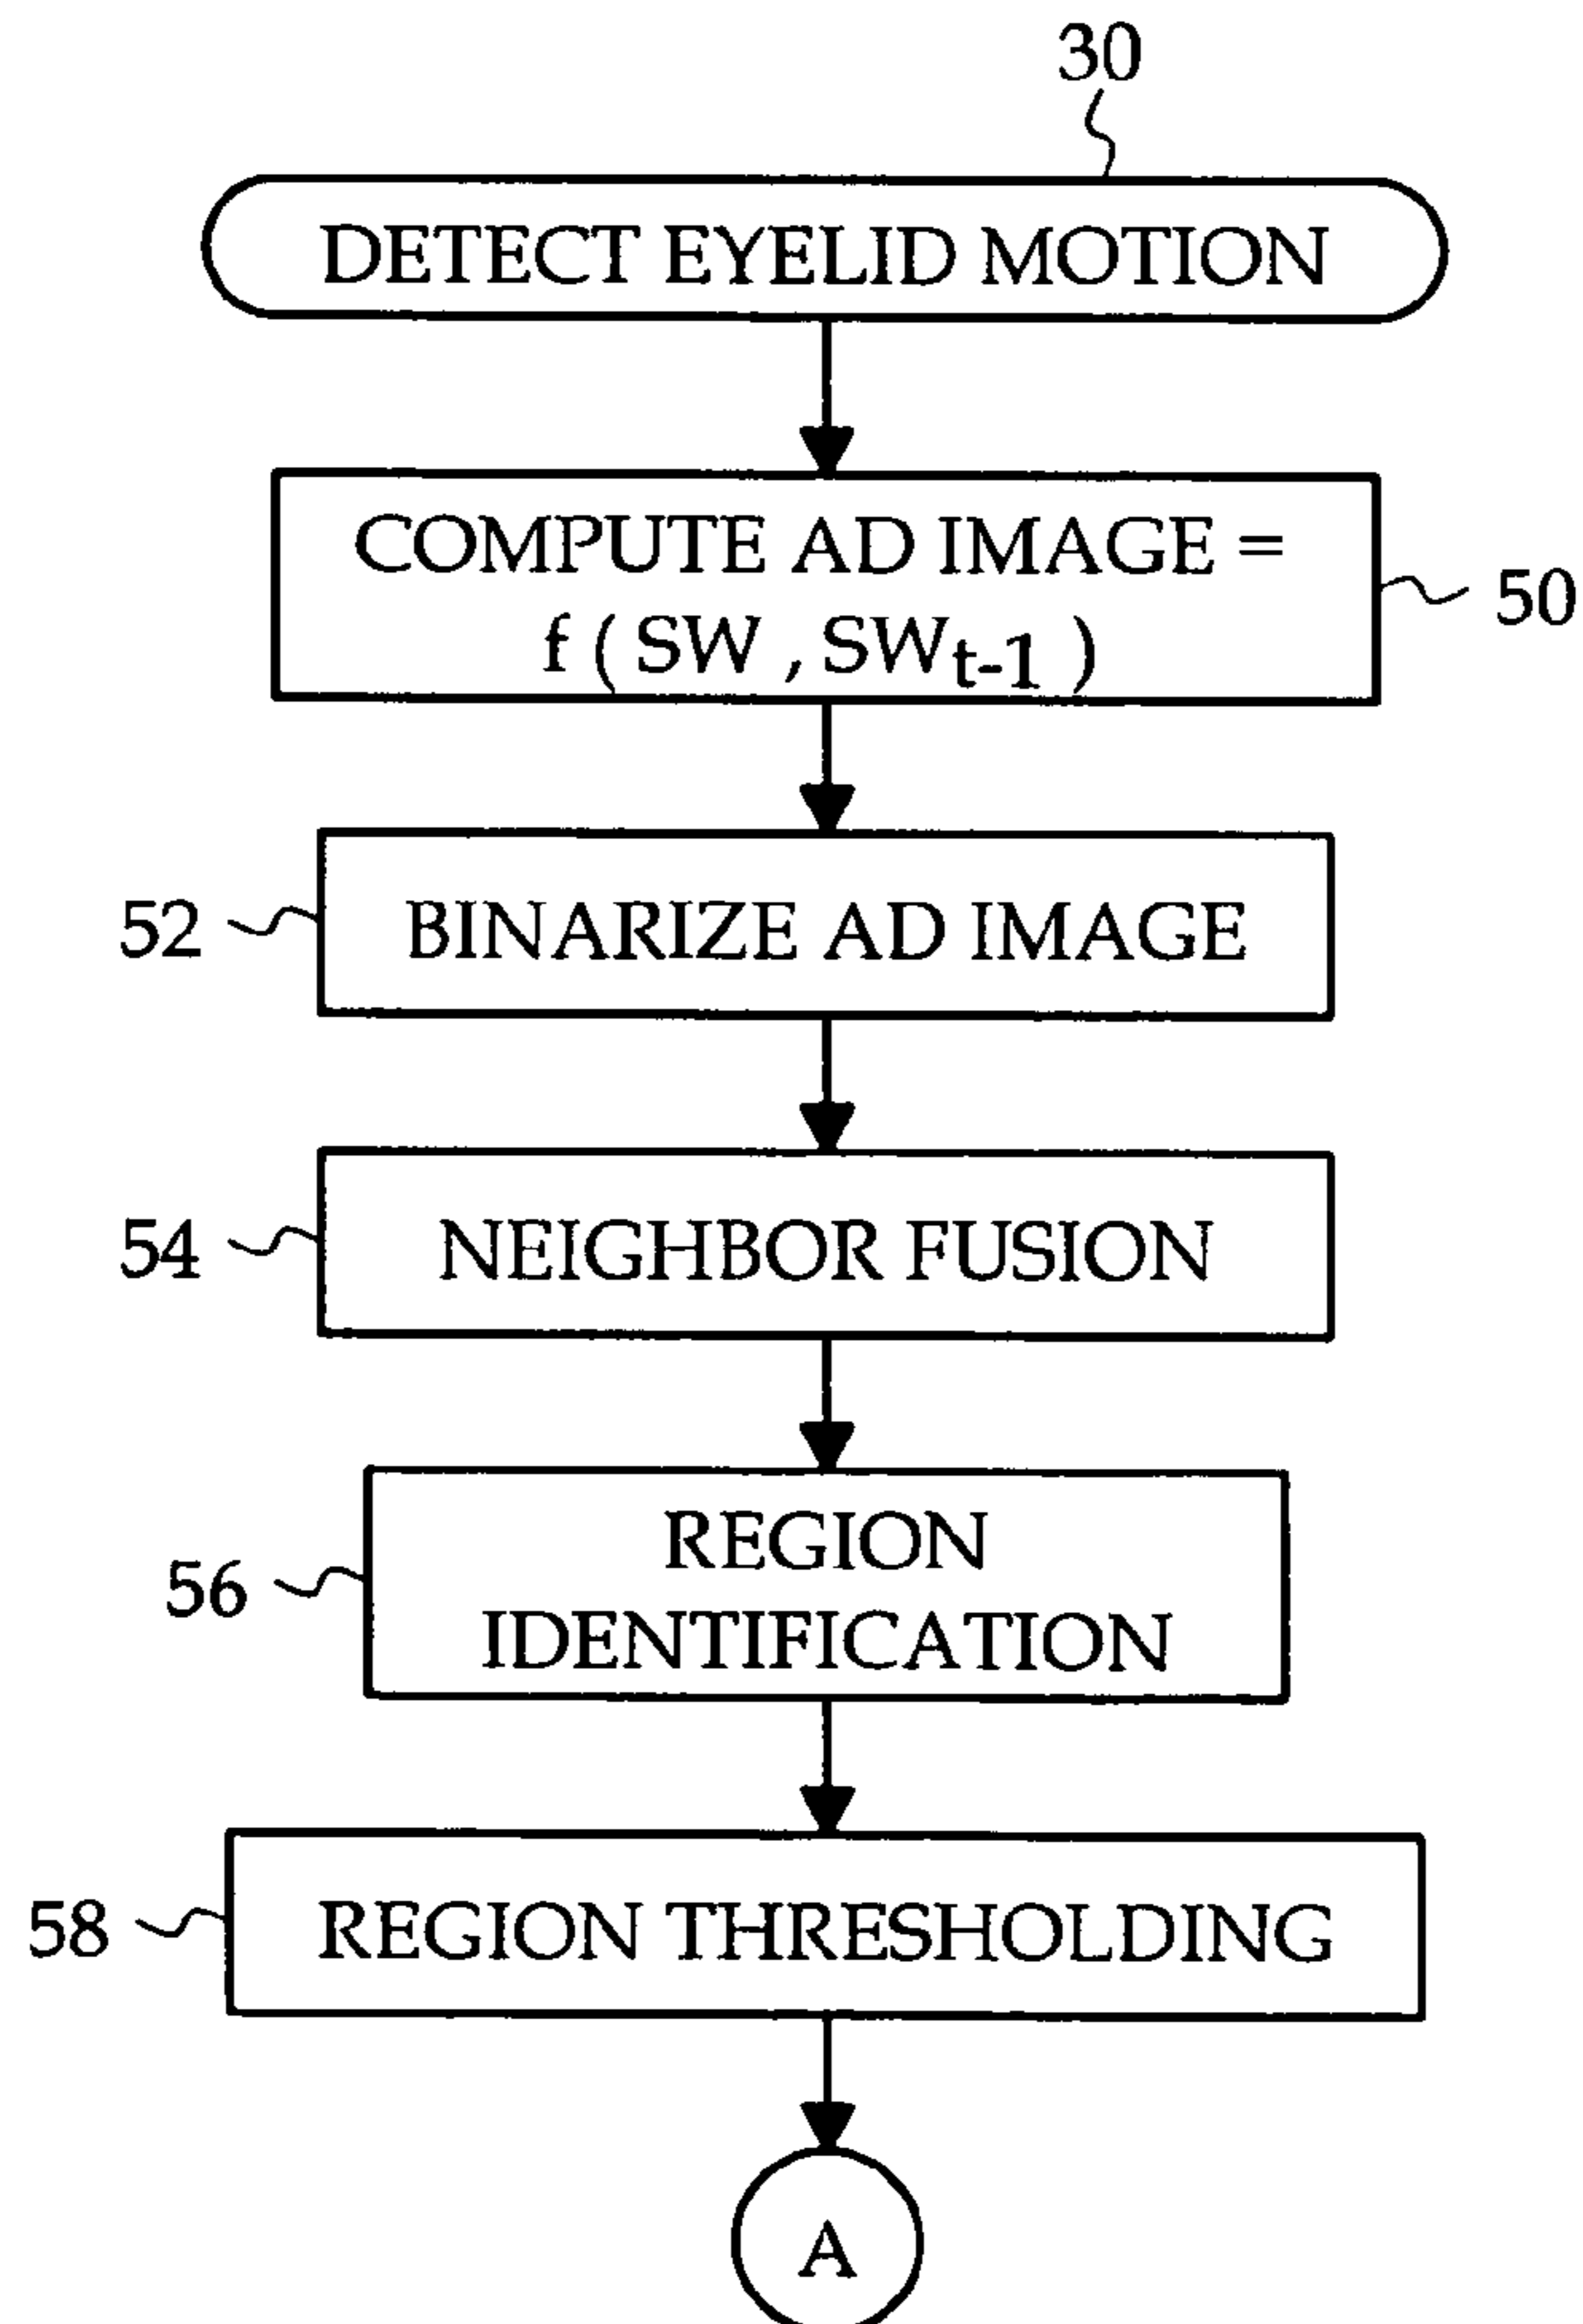 30
DETECT EYELID MOTION
COMPUTE AD IMAGE =
f ( SW , SWt-1 )
50
52
BINARIZE AD IMAGE
54
NEIGHBOR FUSION
56
REGION
IDENTIFICATION
58
REGION THRESHOLDING
A